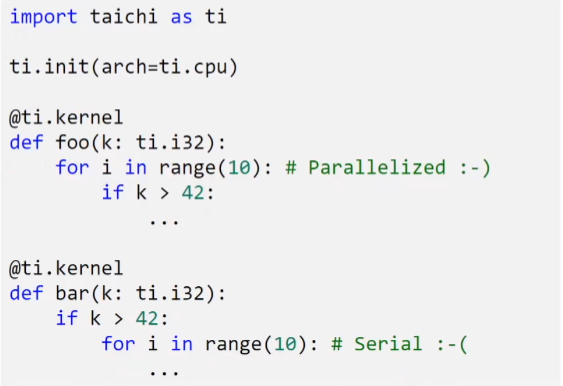 import taichi as ti
ti.init(arch=ti.cpu)
@ti.kernel
def foo(k: ti.i32):
    for i in range(10): # Parallelized :-)
        if k > 42:
            ...
@ti.kernel
def bar(k: ti.i32):
    if k > 42:
        for i in range(10): # Serial :-(
            ...